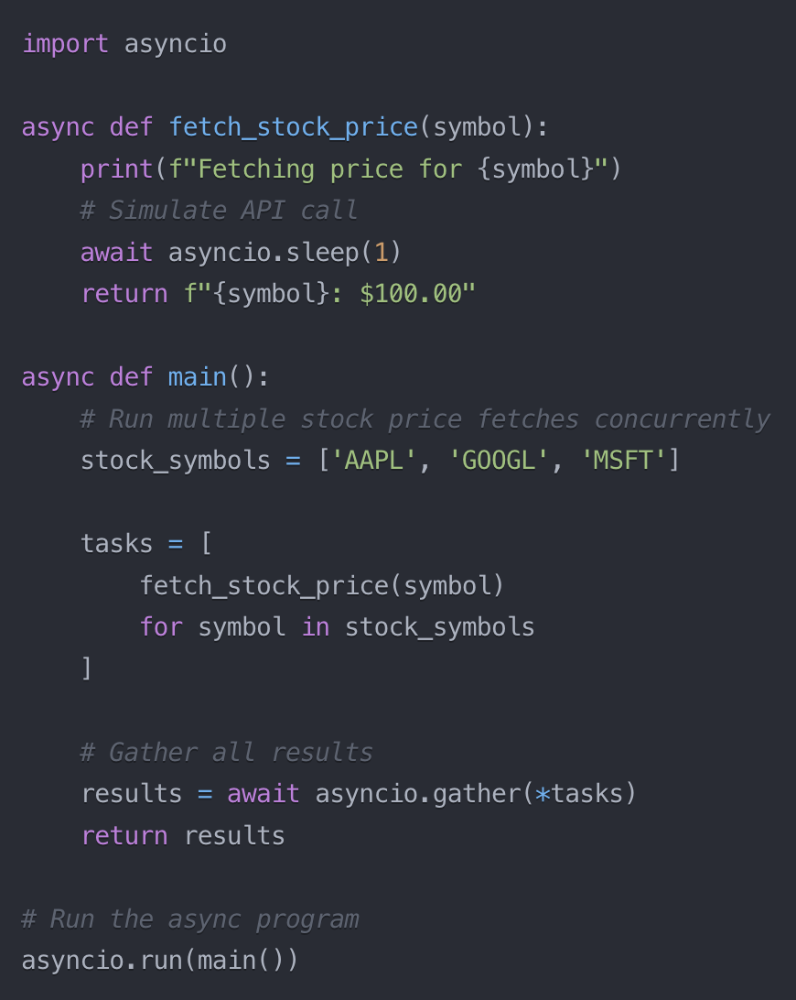 import asyncio

async def fetch_stock_price(symbol):
    print(f"Fetching price for {symbol}")
    # Simulate API call
    await asyncio.sleep(1)
    return f"{symbol}: $100.00"

async def main():
    # Run multiple stock price fetches concurrently
    stock_symbols = ['AAPL', 'GOOGL', 'MSFT']

    tasks = [
        fetch_stock_price(symbol)
        for symbol in stock_symbols
    ]

    # Gather all results
    results = await asyncio.gather(*tasks)
    return results

# Run the async program
asyncio.run(main())